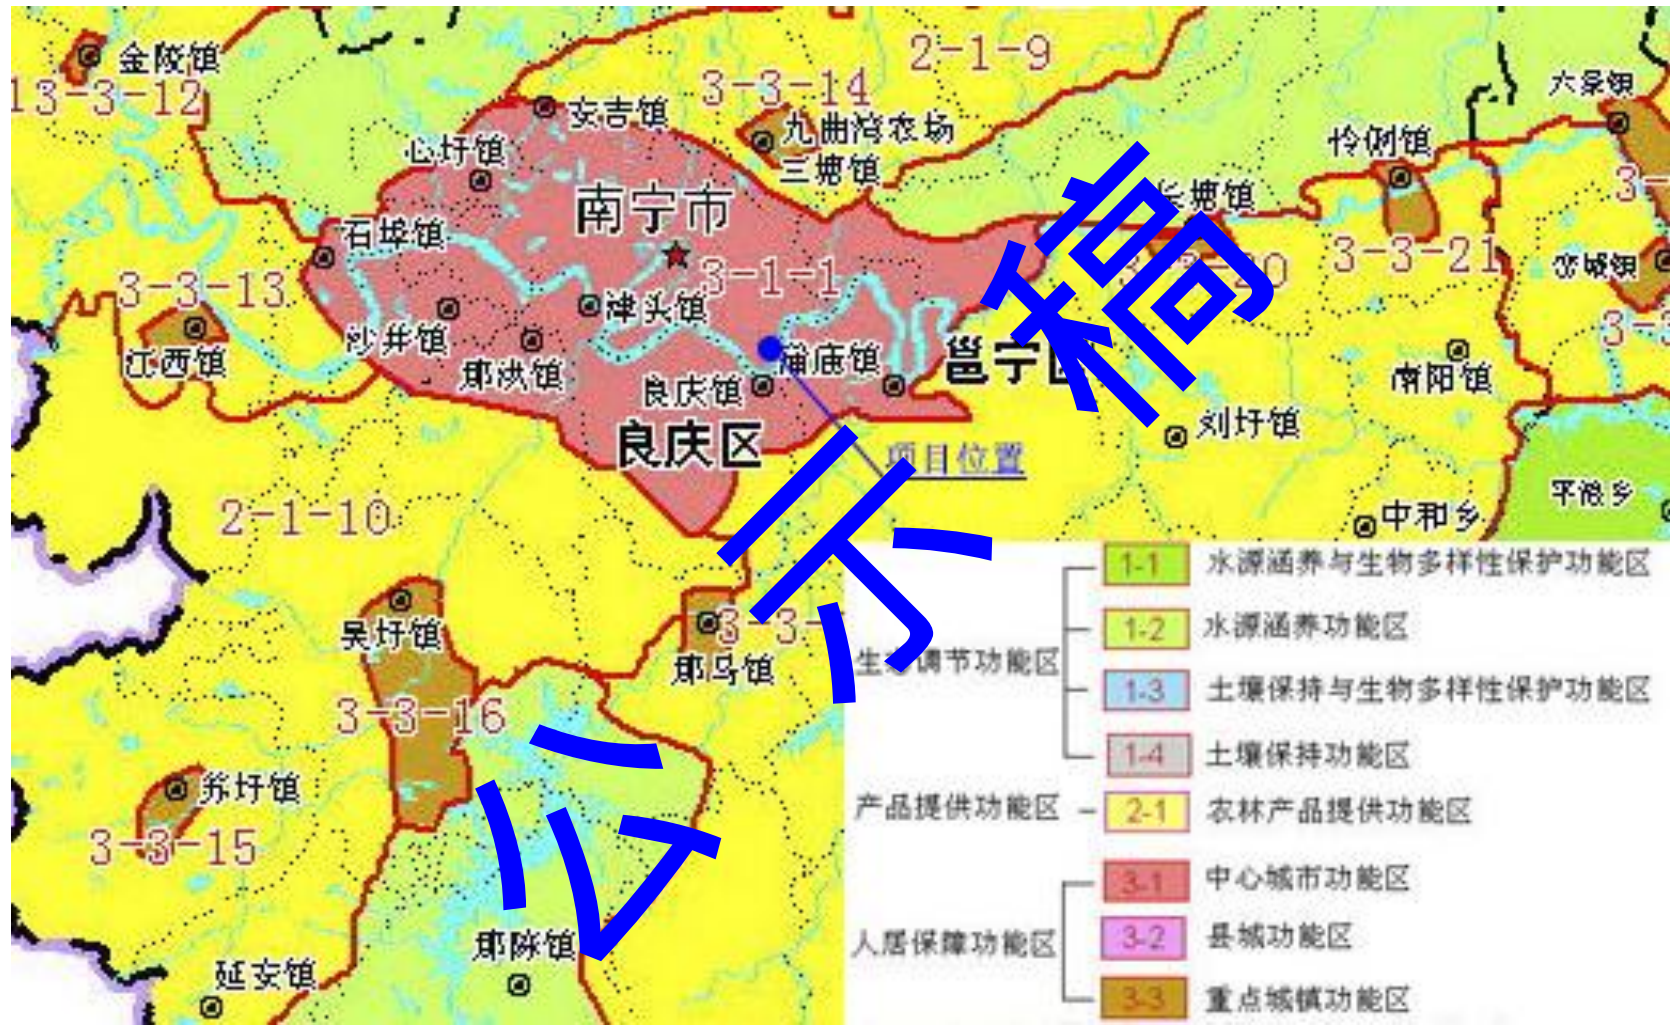 金陵镇
13-3-12
安吉镇
心圩镇
3-3-14
九曲湾农场
三塘镇
2-1-9
六景镇
伶俐镇
长塘镇
南宁市
石埠镇
3-1-1
3-3-13
江西镇
沙井镇
津头镇
那洪镇
良庆镇
蒲庙镇
邕宁区
良庆区
项目位置
3-3-21
峦城镇
南阳镇
刘圩镇
中和乡
平朗乡
2-1-10
吴圩镇
3-3-16
那马镇
3-3-
苏圩镇
3-3-15
延安镇
那陈镇
公示稿
生态调节功能区
1-1 水源涵养与生物多样性保护功能区
1-2 水源涵养功能区
1-3 土壤保持与生物多样性保护功能区
1-4 土壤保持功能区
产品提供功能区
2-1 农林产品提供功能区
人居保障功能区
3-1 中心城市功能区
3-2 县城功能区
3-3 重点城镇功能区